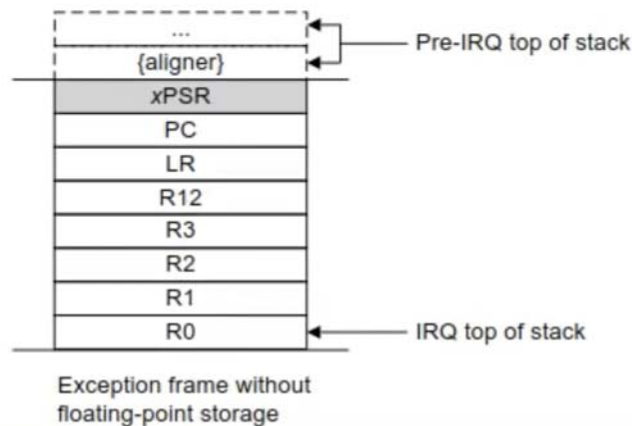 ...
Pre-IRQ top of stack
{aligner}
xPSR
PC
LR
R12
R3
R2
R1
R0
IRQ top of stack
Exception frame without
floating-point storage